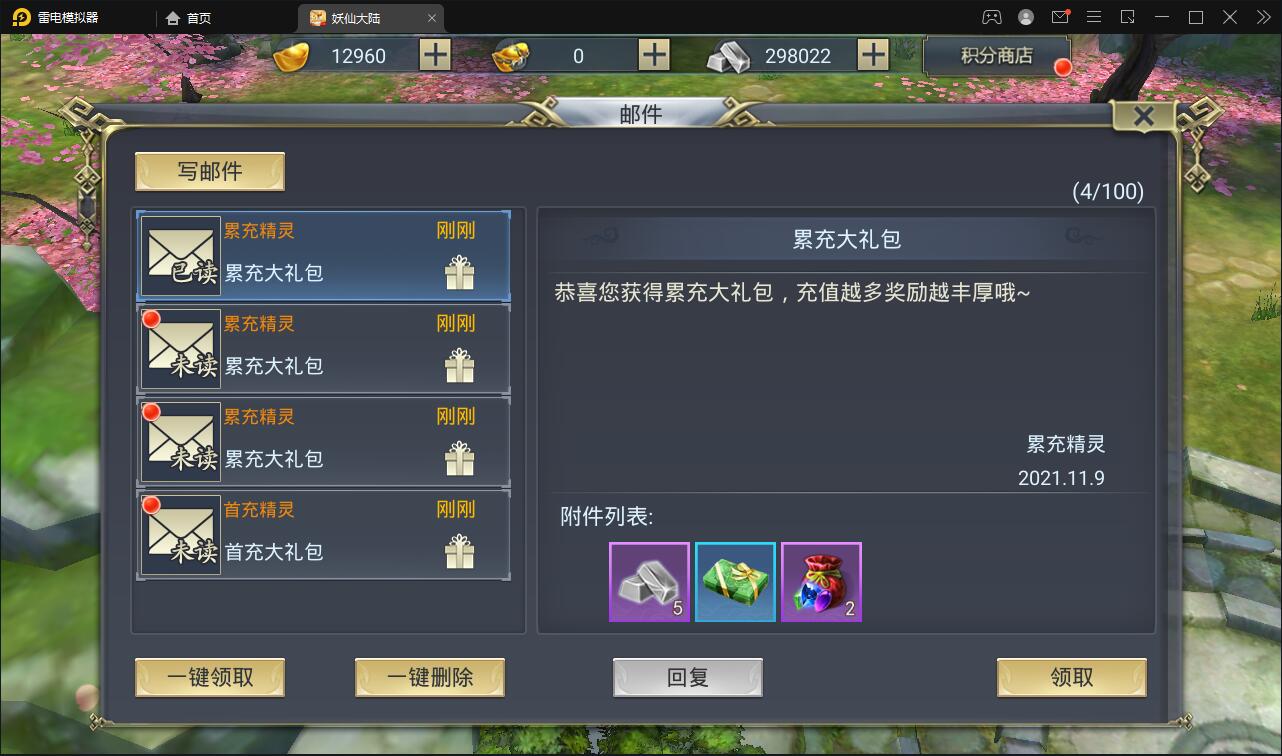 雷电模拟器
首页
妖仙大陆
12960
0
298022
积分商店
邮件
写邮件
(4/100)
累充精灵 刚刚
已读 累充大礼包
累充精灵 刚刚
未读 累充大礼包
累充精灵 刚刚
未读 累充大礼包
首充精灵 刚刚
未读 首充大礼包
累充大礼包
恭喜您获得累充大礼包，充值越多奖励越丰厚哦~
累充精灵
2021.11.9
附件列表:
5
2
一键领取
一键删除
回复
领取